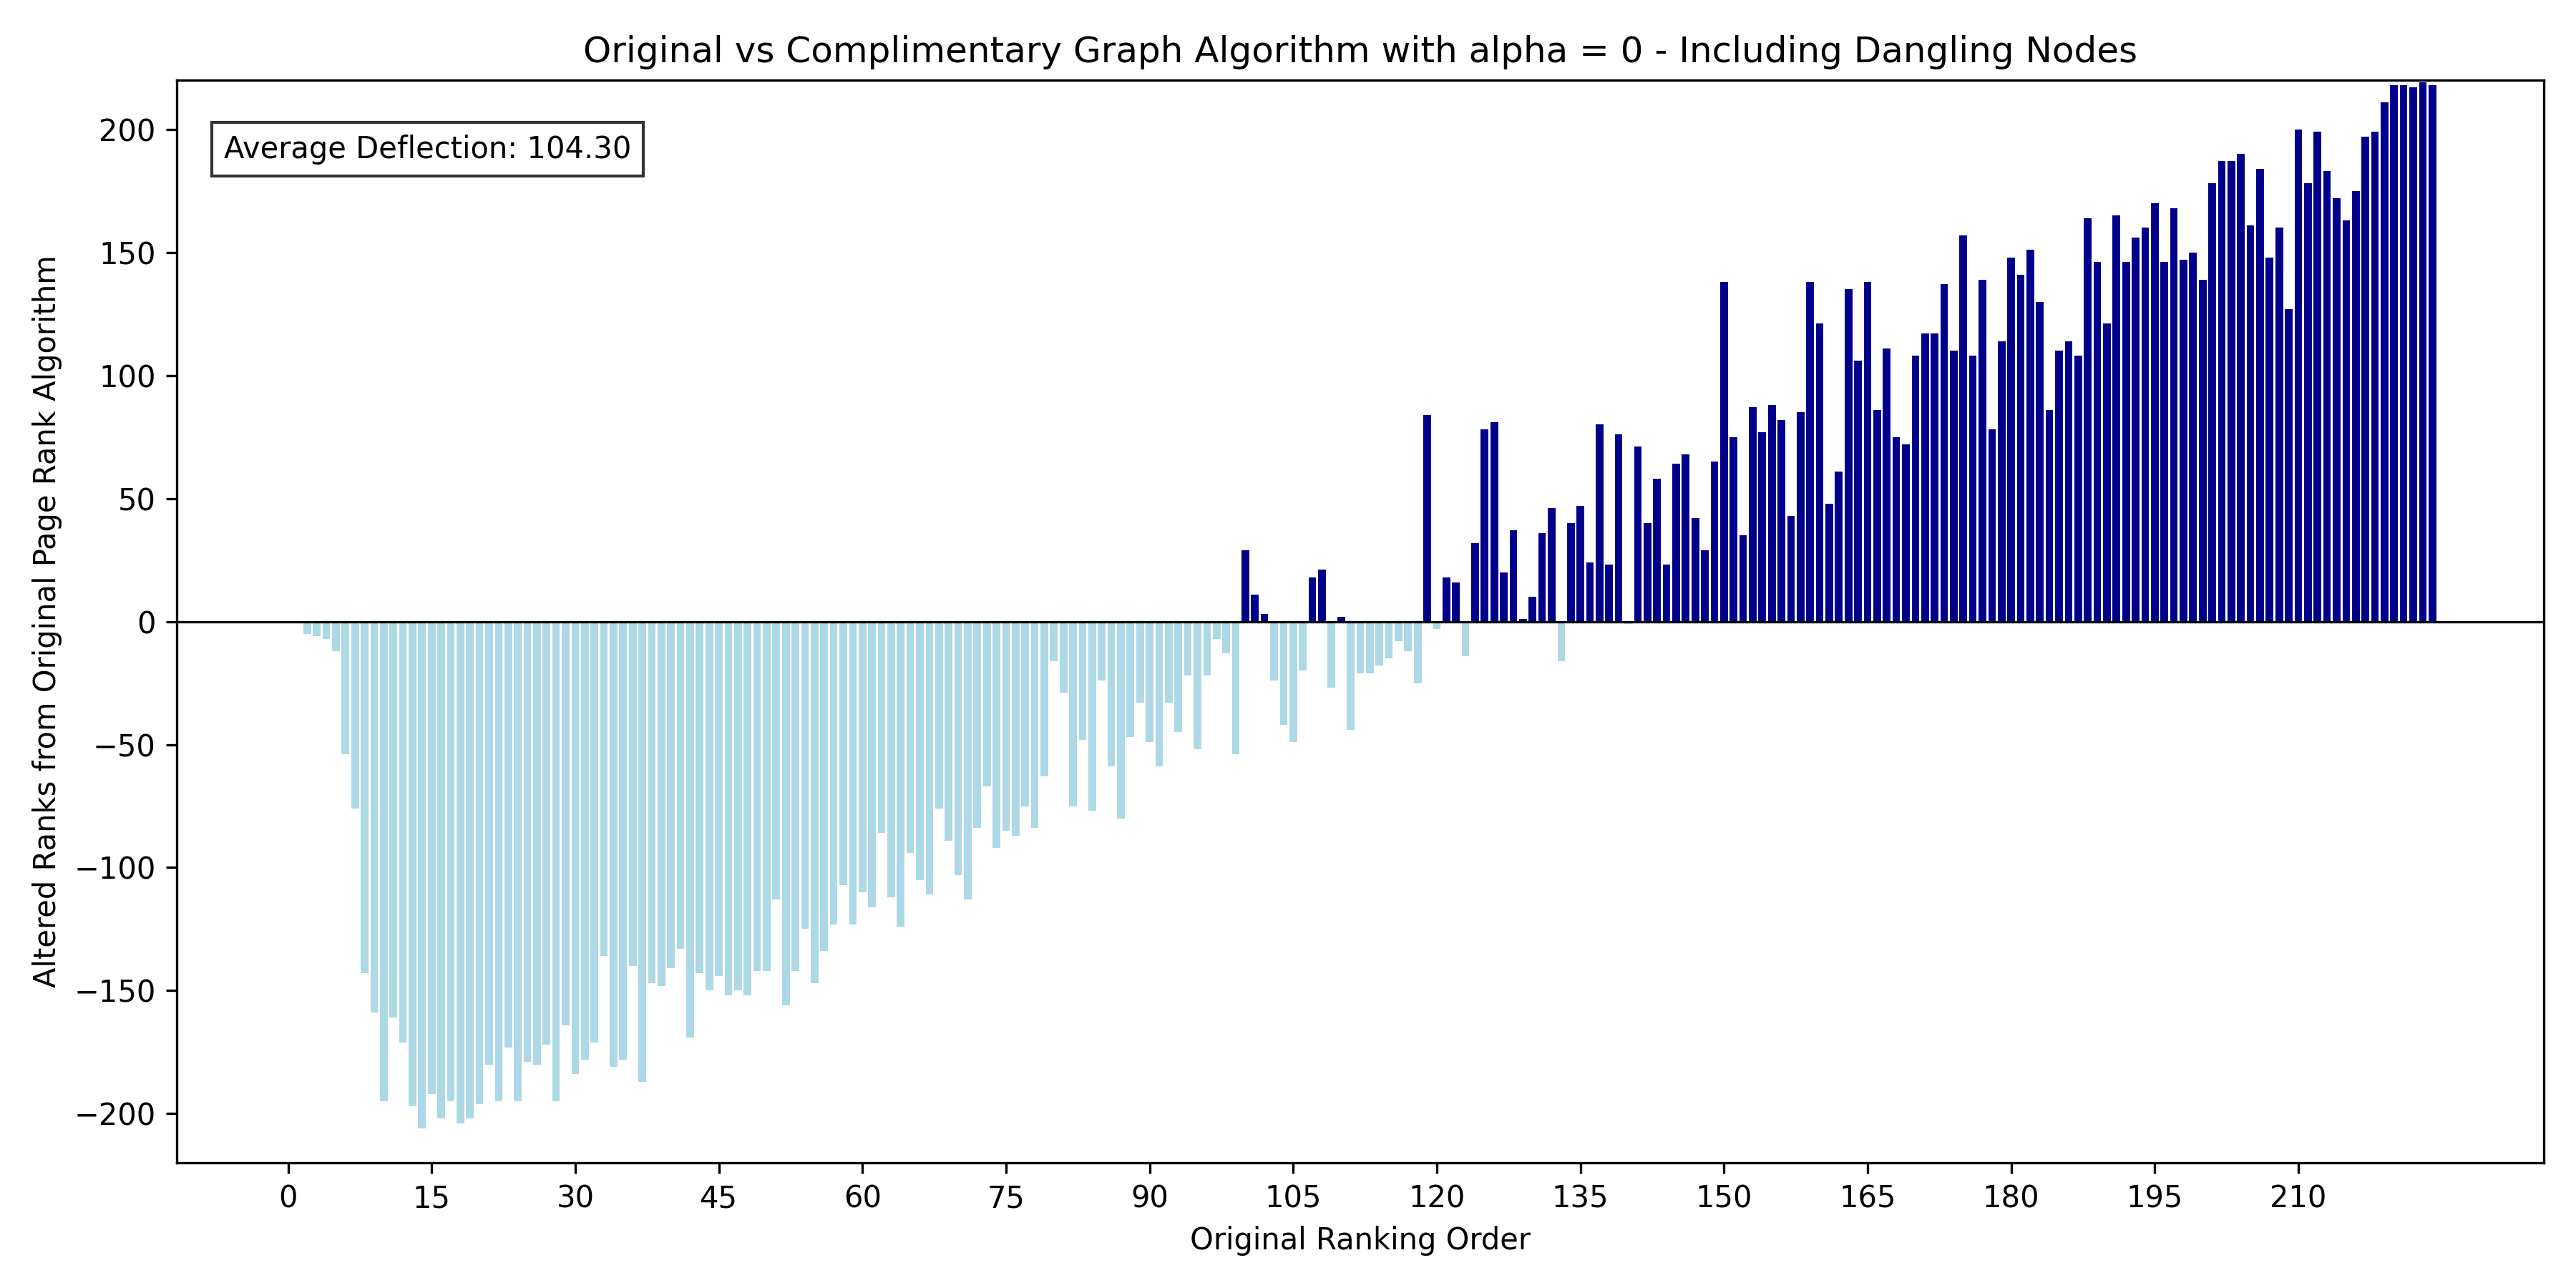 Original vs Complimentary Graph Algorithm with alpha = 0 - Including Dangling Nodes
Average Deflection: 104.30
Altered Ranks from Original Page Rank Algorithm
200
150
100
50
0
−50
−100
−150
−200
0 15 30 45 60 75 90 105 120 135 150 165 180 195 210
Original Ranking Order